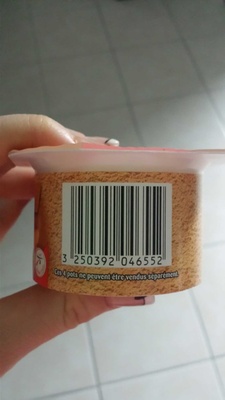 3 250392 046552
Les 4 pots ne peuvent être vendus séparément